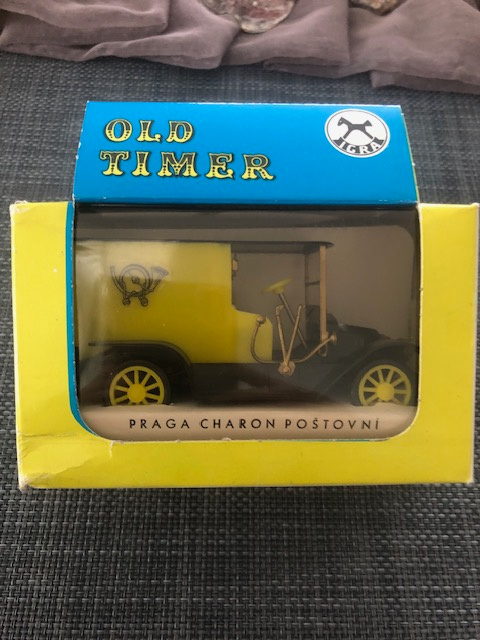 OLD
TIMER
IGRA
PRAGA CHARON POŠTOVNÍ